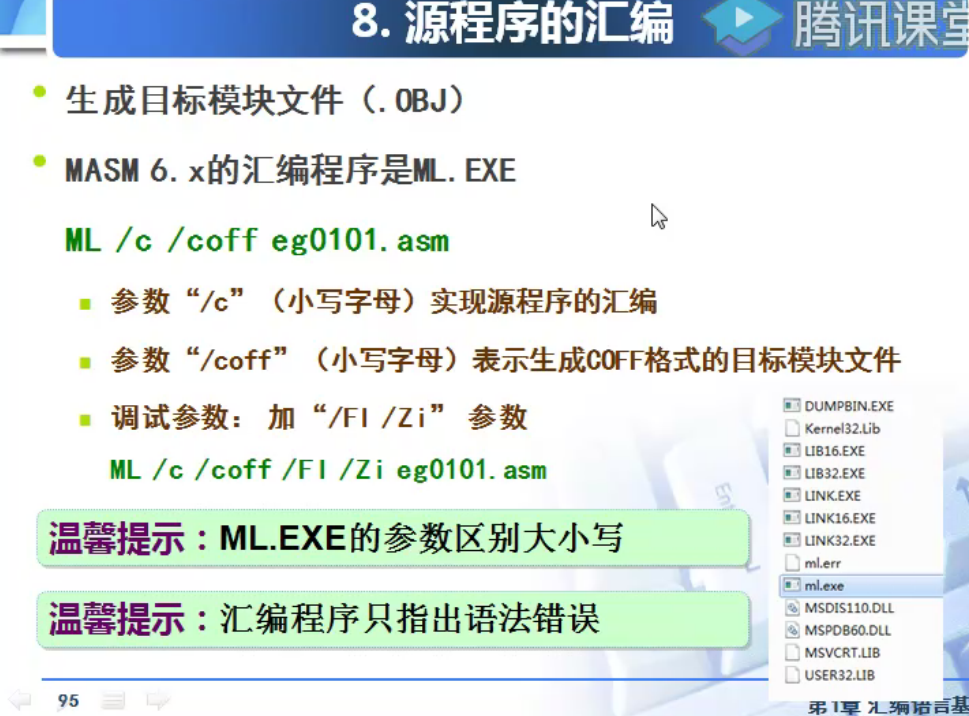 8. 源程序的汇编
腾讯课堂
生成目标模块文件（.OBJ）
MASM 6.x的汇编程序是ML.EXE
ML /c /coff eg0101.asm
参数“/c”（小写字母）实现源程序的汇编
参数“/coff”（小写字母）表示生成COFF格式的目标模块文件
调试参数： 加“/Fl /Zi” 参数
ML /c /coff /Fl /Zi eg0101.asm
温馨提示：ML.EXE的参数区别大小写
温馨提示：汇编程序只指出语法错误
DUMPBIN.EXE
Kernel32.Lib
LIB16.EXE
LIB32.EXE
LINK.EXE
LINK16.EXE
LINK32.EXE
ml.err
ml.exe
MSDIS110.DLL
MSPDB60.DLL
MSVCRT.LIB
USER32.LIB
95
第1章 汇编语言基